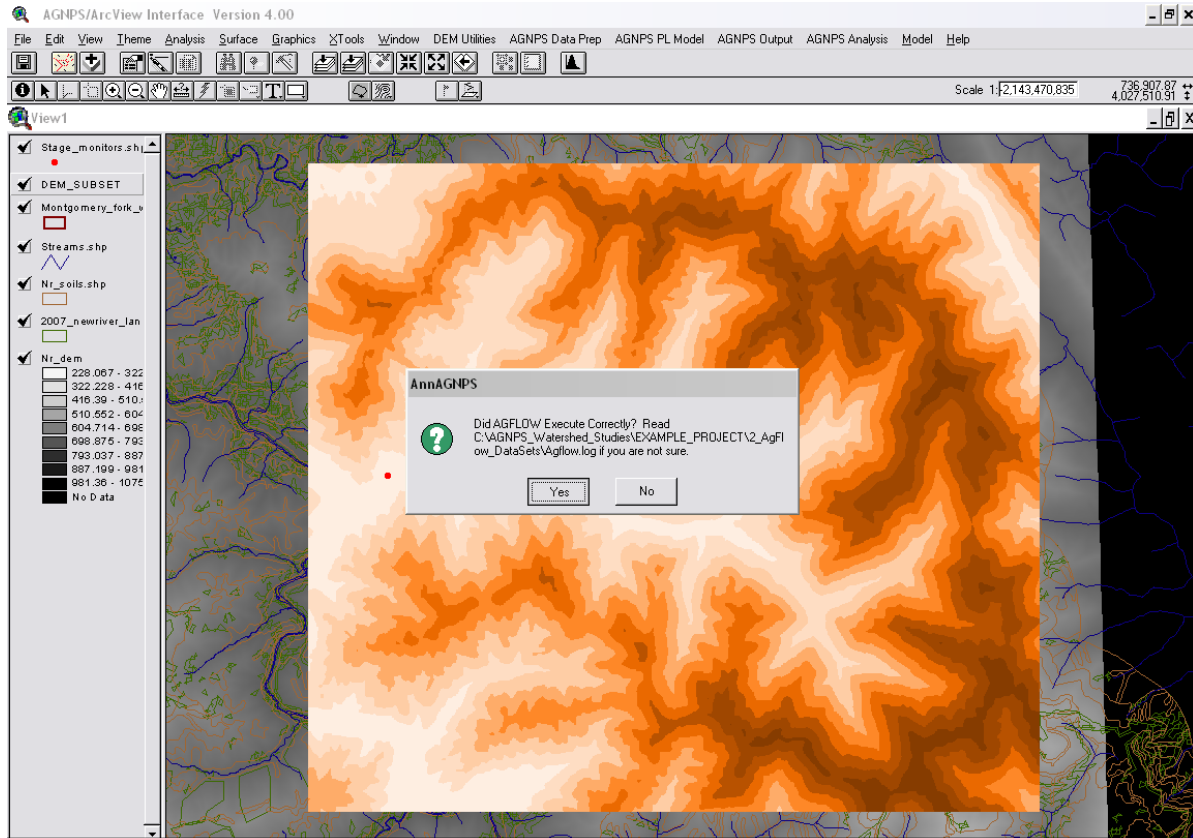 AGNPS/ArcView Interface Version 4.00
File Edit View Theme Analysis Surface Graphics XTools Window DEM Utilities AGNPS Data Prep AGNPS PL Model AGNPS Output AGNPS Analysis Model Help
T
Scale 1: -2,143,470,835
736,907.87
4,027,510.91
View1
Stage_monitors.shp
DEM_SUBSET
Montgomery_fork_
Streams.shp
Nr_soils.shp
2007_newriver_lan
Nr_dem
228.067 - 322
322.228 - 416
416.39 - 510.
510.552 - 604
604.714 - 698
698.875 - 793
793.037 - 887
887.199 - 981
981.36 - 1075
No Data
AnnAGNPS
Did AGFLOW Execute Correctly? Read
C:\AGNPS_Watershed_Studies\EXAMPLE_PROJECT\2_AgFl
ow_DataSets\Agflow.log if you are not sure.
Yes
No